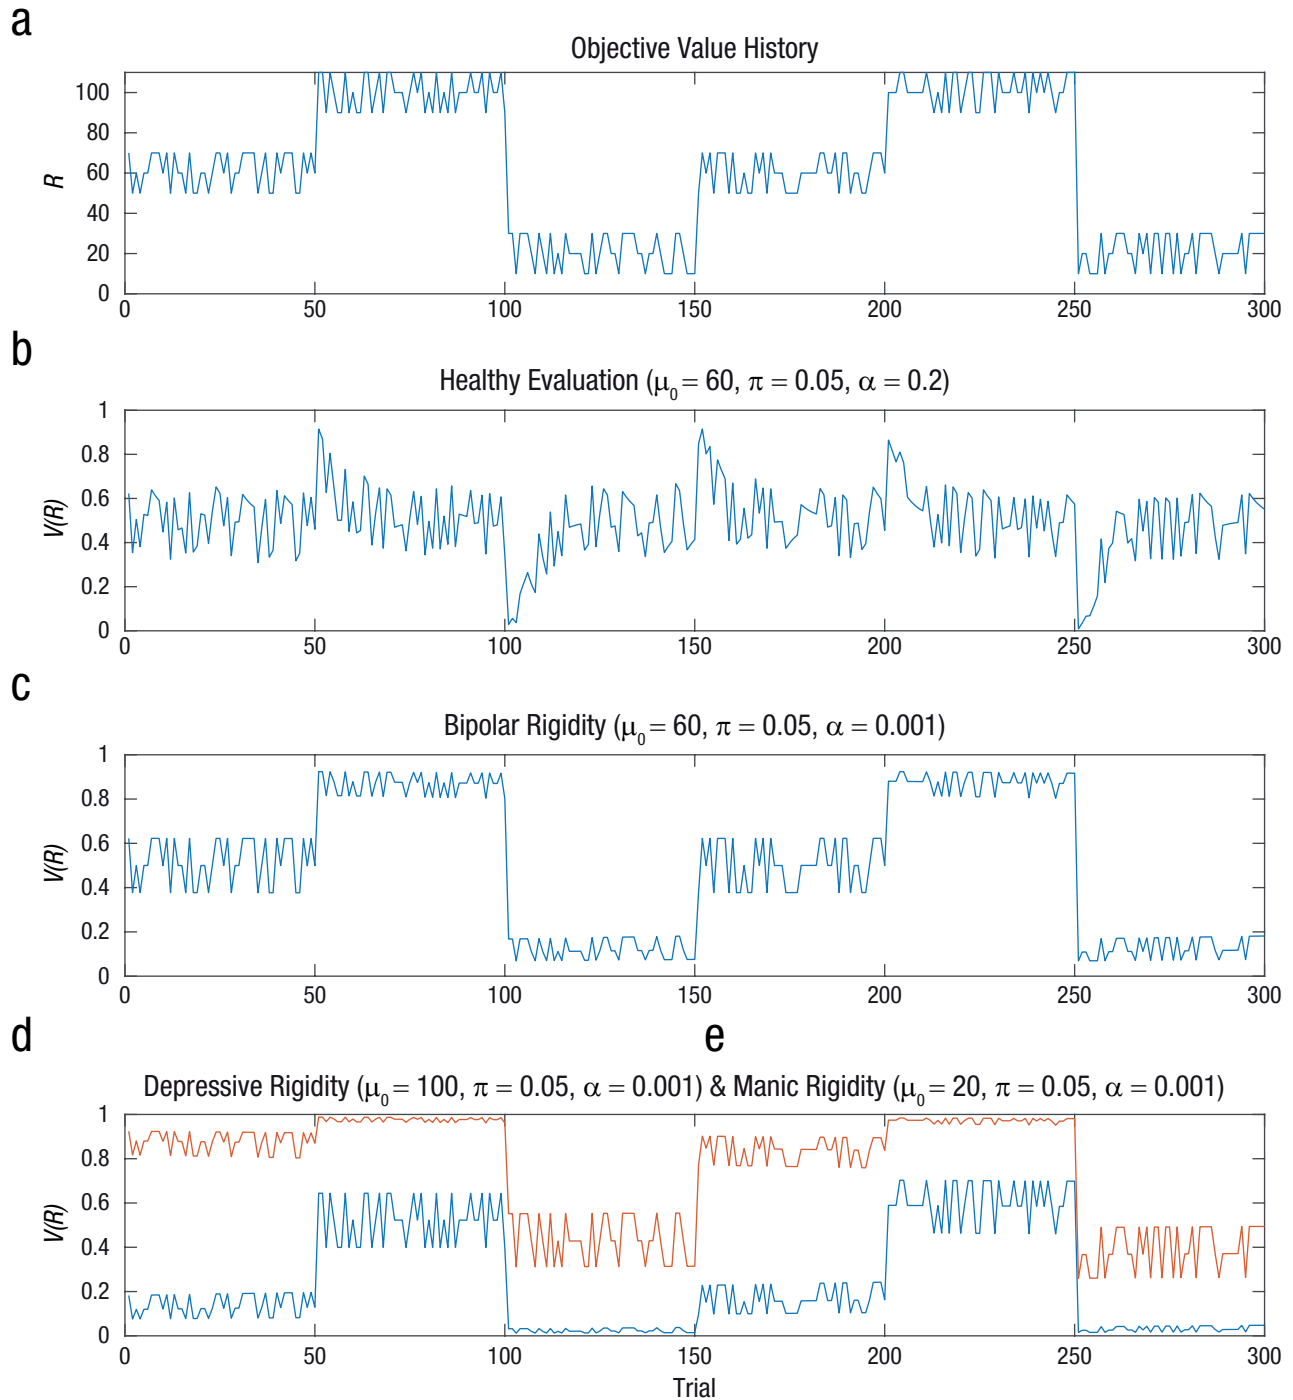 a
Objective Value History
R
100
80
60
40
20
0
0 50 100 150 200 250 300
b
Healthy Evaluation (μ0 = 60, π = 0.05, α = 0.2)
V(R)
1
0.8
0.6
0.4
0.2
0
0 50 100 150 200 250 300
c
Bipolar Rigidity (μ0 = 60, π = 0.05, α = 0.001)
V(R)
1
0.8
0.6
0.4
0.2
0
0 50 100 150 200 250 300
d e
Depressive Rigidity (μ0 = 100, π = 0.05, α = 0.001) & Manic Rigidity (μ0 = 20, π = 0.05, α = 0.001)
V(R)
1
0.8
0.6
0.4
0.2
0
0 50 100 150 200 250 300
Trial